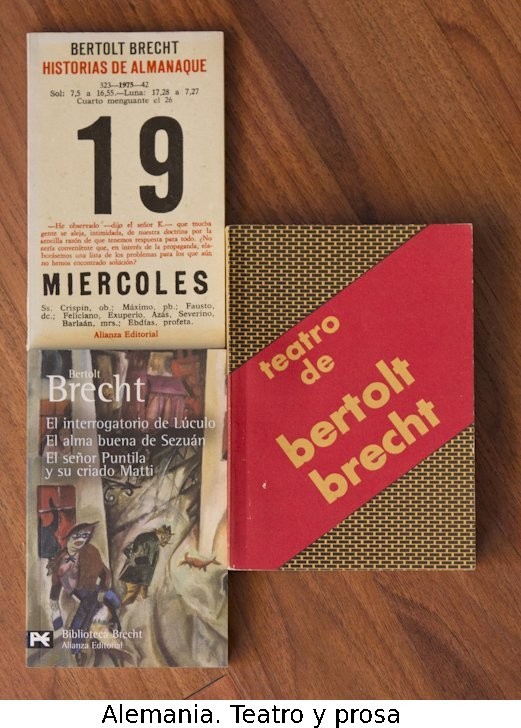 BERTOLT BRECHT
HISTORIAS DE ALMANAQUE
323—1975—42
Sol: 7,5 a 16,55.—Luna: 17,28 a 7,27
Cuarto menguante el 26
19
—He observado —dijo el señor K.— que mucha
gente se aleja, intimidada, de nuestra doctrina por la
sencilla razón de que tenemos respuesta para todo. ¿No
sería conveniente que, en interés de la propaganda, ela-
borásemos una lista de los problemas para los que aún
no hemos encontrado solución?
MIERCOLES
Ss. Crispín, ob.; Máximo, pb.; Fausto,
dc.; Feliciano, Exuperio, Azás, Severino,
Barlaán, mrs.; Ebdías, profeta.
Alianza Editorial
Bertolt
Brecht
El interrogatorio de Lúculo
El alma buena de Sezuán
El señor Puntila
y su criado Matti
Biblioteca Brecht
Alianza Editorial
teatro
de
bertolt
brecht
Alemania. Teatro y prosa